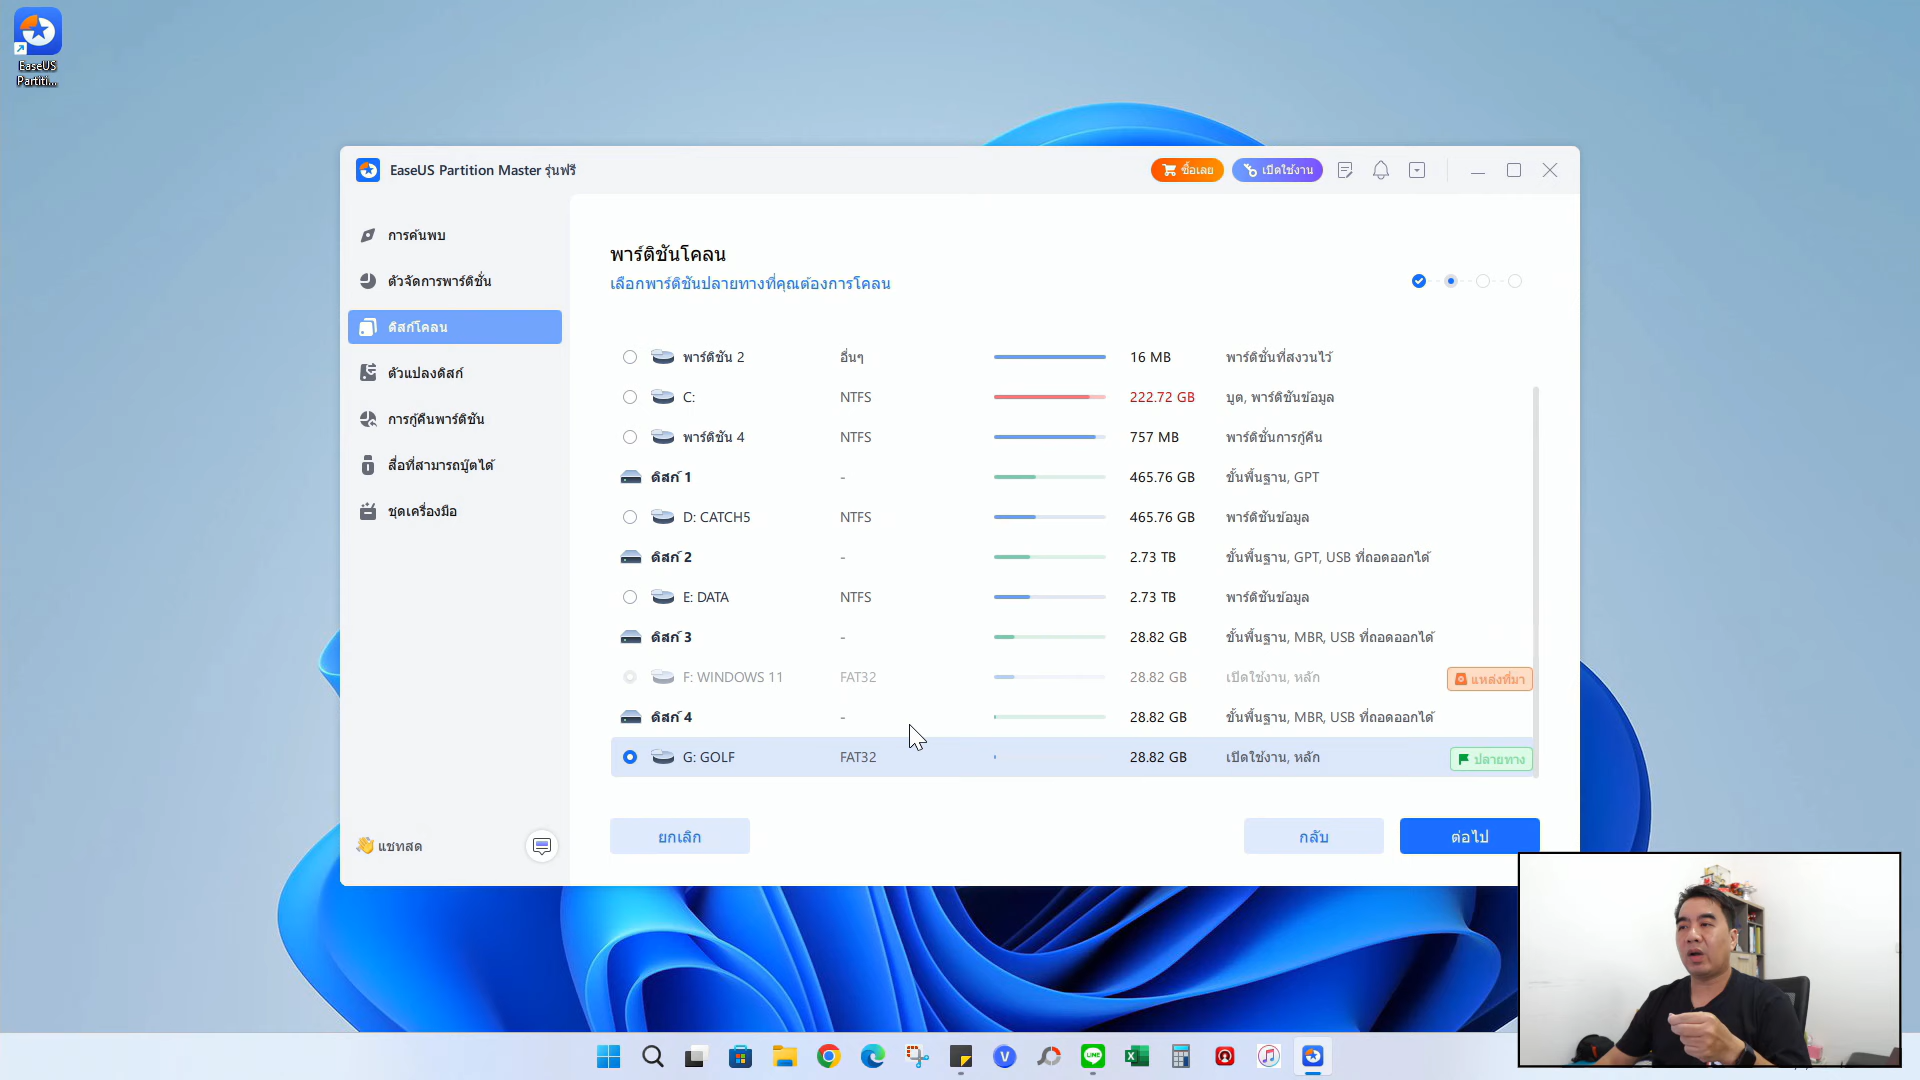 EaseUS
Partiti...
EaseUS Partition Master รุ่นฟรี
ซื้อเลย
เปิดใช้งาน
การค้นพบ
ตัวจัดการพาร์ติชั่น
ดิสก์โคลน
ตัวแปลงดิสก์
การกู้คืนพาร์ติชัน
สื่อที่สามารถบู๊ตได้
ชุดเครื่องมือ
แชทสด
พาร์ติชันโคลน
เลือกพาร์ติชันปลายทางที่คุณต้องการโคลน
พาร์ติชัน 2 อื่นๆ 16 MB พาร์ติชั่นที่สงวนไว้
C: NTFS 222.72 GB บูต, พาร์ติชันข้อมูล
พาร์ติชัน 4 NTFS 757 MB พาร์ติชั่นการกู้คืน
ดิสก์ 1 - 465.76 GB ขั้นพื้นฐาน, GPT
D: CATCH5 NTFS 465.76 GB พาร์ติชันข้อมูล
ดิสก์ 2 - 2.73 TB ขั้นพื้นฐาน, GPT, USB ที่ถอดออกได้
E: DATA NTFS 2.73 TB พาร์ติชันข้อมูล
ดิสก์ 3 - 28.82 GB ขั้นพื้นฐาน, MBR, USB ที่ถอดออกได้
F: WINDOWS 11 FAT32 28.82 GB เปิดใช้งาน, หลัก แหล่งที่มา
ดิสก์ 4 - 28.82 GB ขั้นพื้นฐาน, MBR, USB ที่ถอดออกได้
G: GOLF FAT32 28.82 GB เปิดใช้งาน, หลัก ปลายทาง
ยกเลิก
กลับ
ต่อไป
V
LINE